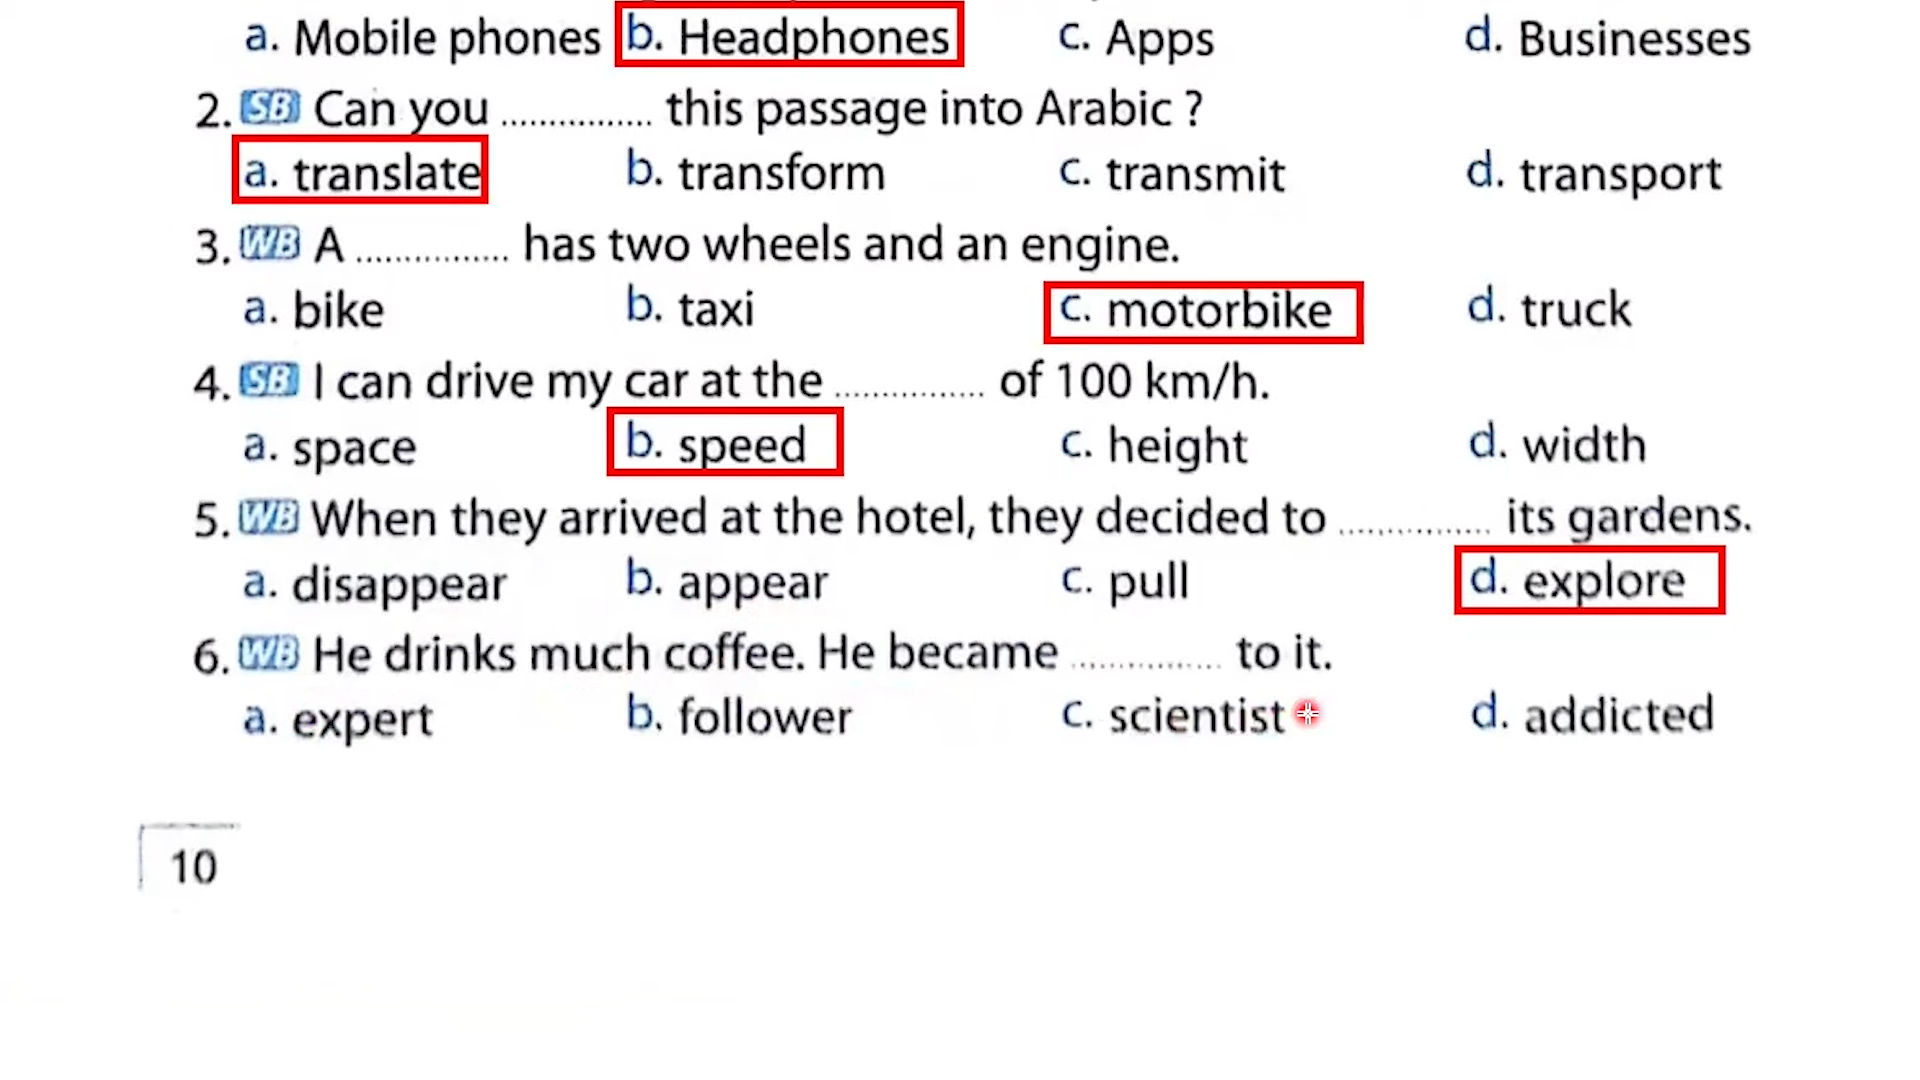 a. Mobile phones b. Headphones c. Apps d. Businesses
2. SB Can you ............... this passage into Arabic ?
a. translate b. transform c. transmit d. transport
3. WB A ............... has two wheels and an engine.
a. bike b. taxi c. motorbike d. truck
4. SB I can drive my car at the ............... of 100 km/h.
a. space b. speed c. height d. width
5. WB When they arrived at the hotel, they decided to ............... its gardens.
a. disappear b. appear c. pull d. explore
6. WB He drinks much coffee. He became ............... to it.
a. expert b. follower c. scientist d. addicted
10